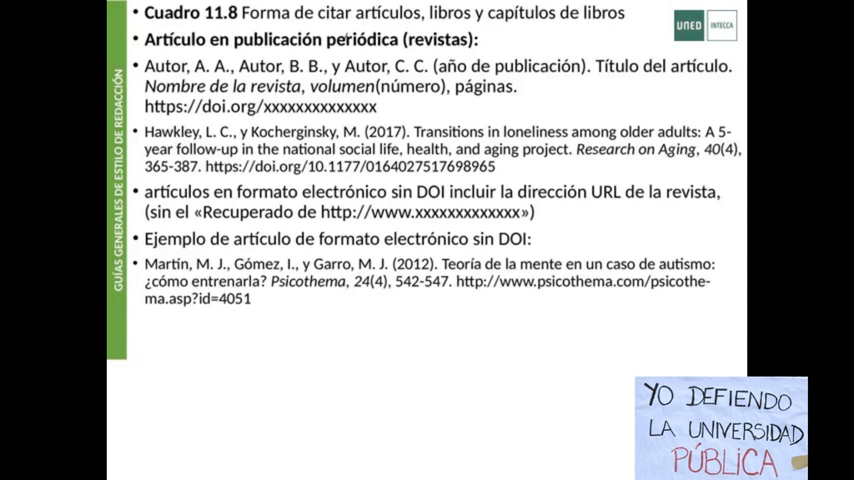 • Cuadro 11.8 Forma de citar artículos, libros y capítulos de libros
• Artículo en publicación periódica (revistas):
• Autor, A. A., Autor, B. B., y Autor, C. C. (año de publicación). Título del artículo.
Nombre de la revista, volumen(número), páginas.
https://doi.org/xxxxxxxxxxxxxx
• Hawkley, L. C., y Kocherginsky, M. (2017). Transitions in loneliness among older adults: A 5-
year follow-up in the national social life, health, and aging project. Research on Aging, 40(4),
365-387. https://doi.org/10.1177/0164027517698965
• artículos en formato electrónico sin DOI incluir la dirección URL de la revista,
(sin el «Recuperado de http://www.xxxxxxxxxxxxx»)
• Ejemplo de artículo de formato electrónico sin DOI:
• Martín, M. J., Gómez, I., y Garro, M. J. (2012). Teoría de la mente en un caso de autismo:
¿cómo entrenarla? Psicothema, 24(4), 542-547. http://www.psicothema.com/psicothe-
ma.asp?id=4051
GUÍAS GENERALES DE ESTILO DE REDACCIÓN
UNED
INTECCA
YO DEFIENDO
LA UNIVERSIDAD
PÚBLICA